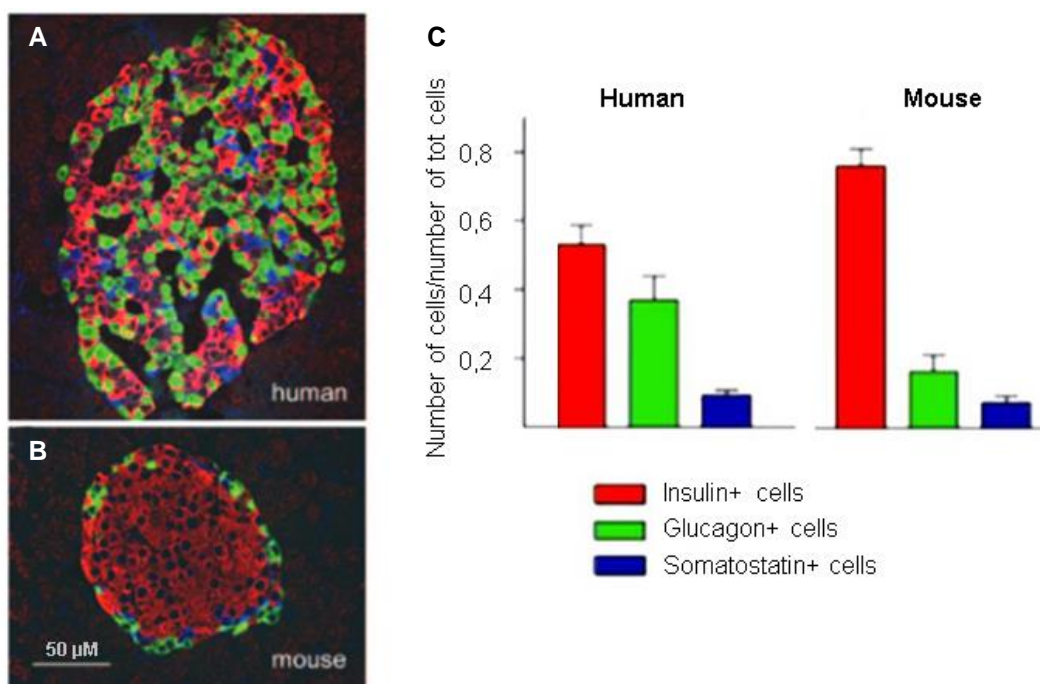 A
human
B
50 µM
mouse
C
Human
Mouse
Number of cells/number of tot cells
0,8
0,6
0,4
0,2
Insulin+ cells
Glucagon+ cells
Somatostatin+ cells